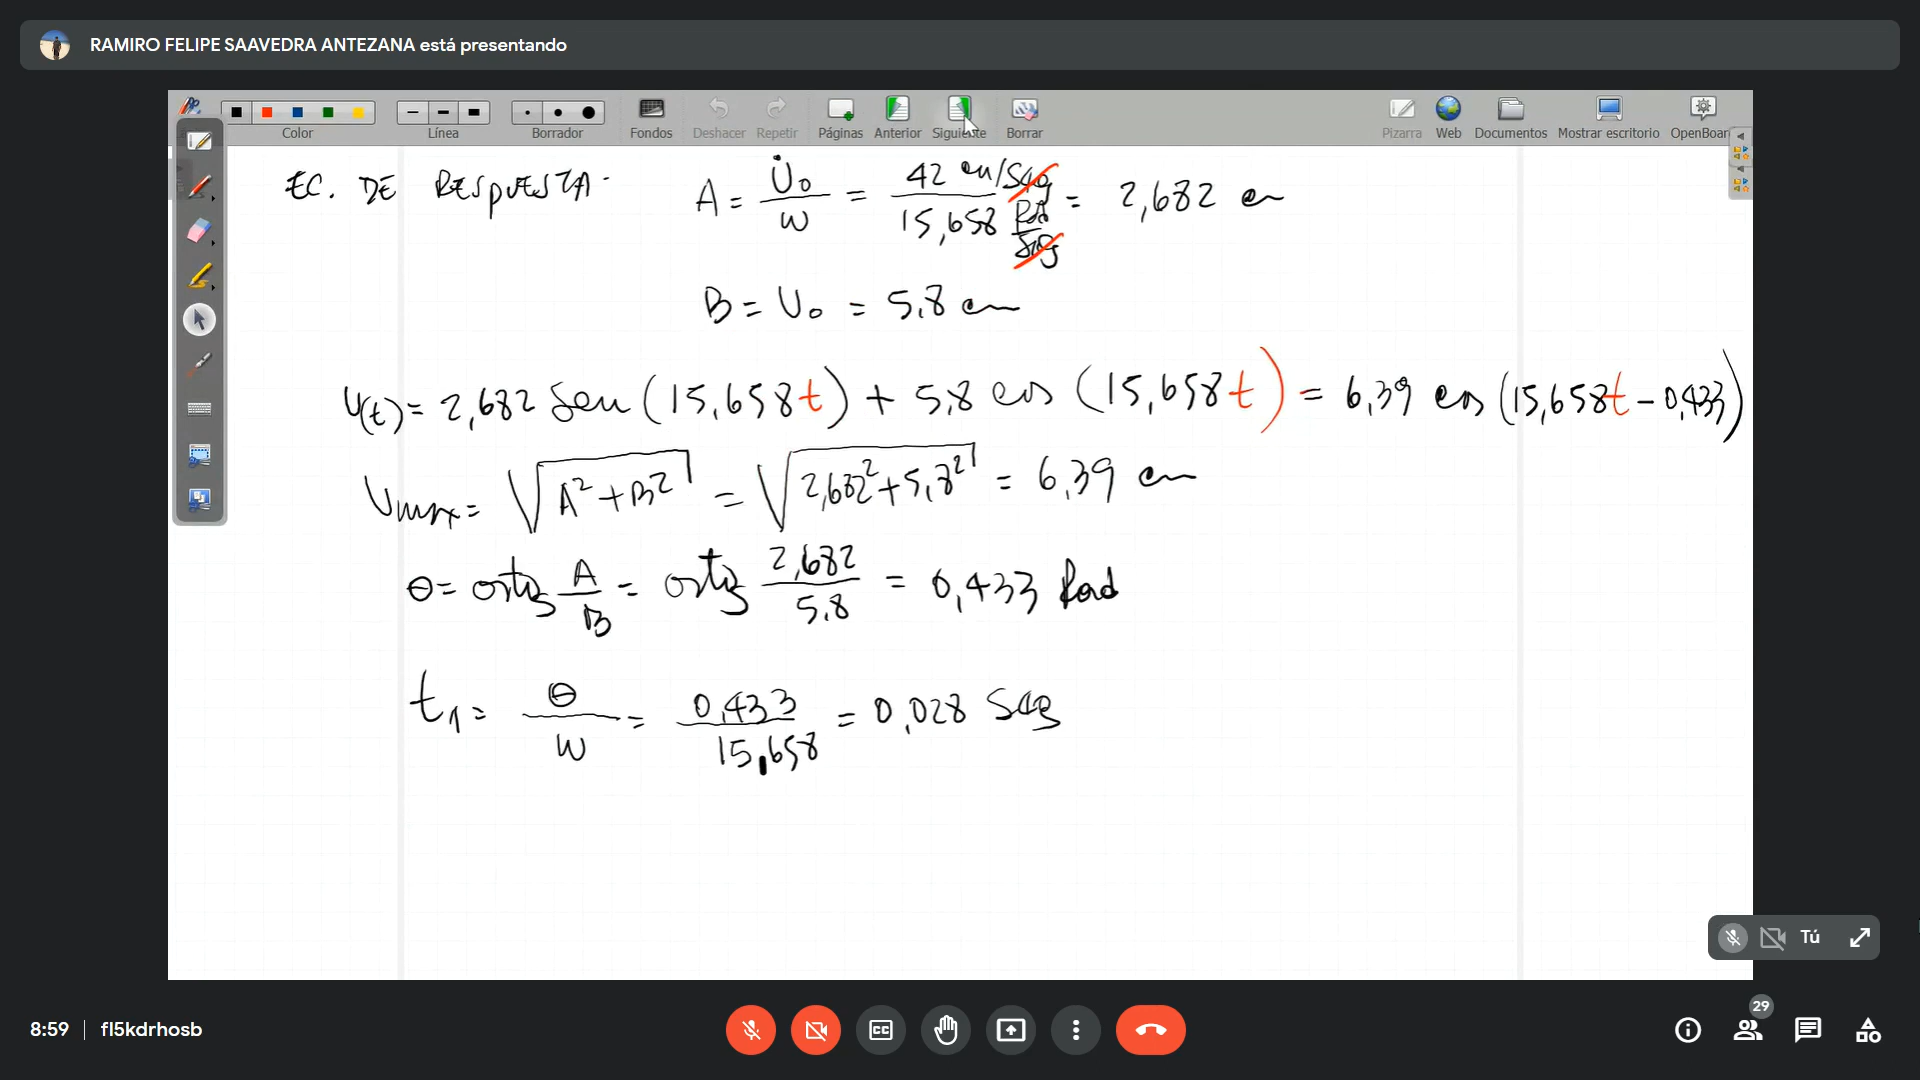 RAMIRO FELIPE SAAVEDRA ANTEZANA está presentando
Color Línea Borrador Fondos Deshacer Repetir Páginas Anterior Siguiente Borrar Pizarra Web Documentos Mostrar escritorio OpenBoar
EC. DE RESPUESTA.
A = U̇o / w = 42 cm/Seg / 15,658 Rad/Seg = 2,682 cm
B = Uo = 5,8 cm
U(t) = 2,682 Sen (15,658t) + 5,8 cos (15,658t) = 6,39 cos (15,658t - 0,433)
Umax = √(A²+B²) = √(2,682²+5,8²) = 6,39 cm
θ = artg A/B = artg 2,682/5,8 = 0,433 Rad
t1 = θ/w = 0,433/15,658 = 0,028 Seg
Tú
8:59 | fl5kdrhosb
CC
29